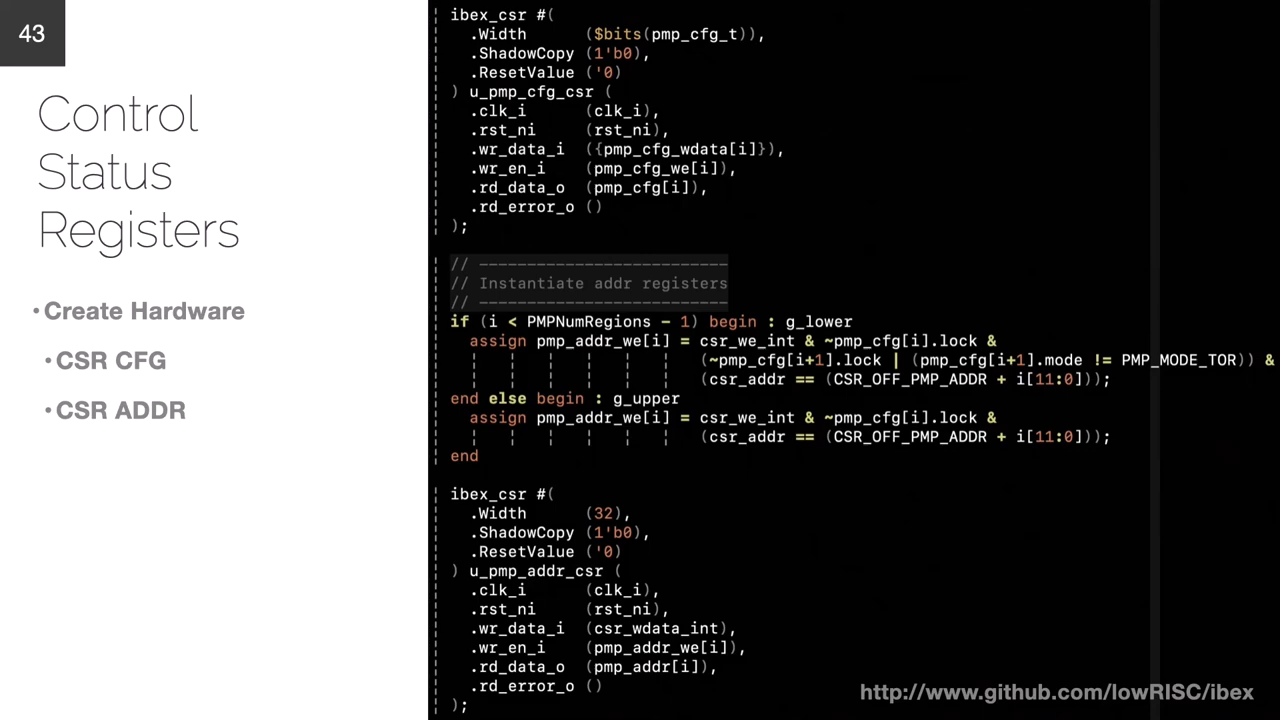 43
Control
Status
Registers
• Create Hardware
• CSR CFG
• CSR ADDR
ibex_csr #(
.Width ($bits(pmp_cfg_t)),
.ShadowCopy (1'b0),
.ResetValue ('0)
) u_pmp_cfg_csr (
.clk_i (clk_i),
.rst_ni (rst_ni),
.wr_data_i ({pmp_cfg_wdata[i]}),
.wr_en_i (pmp_cfg_we[i]),
.rd_data_o (pmp_cfg[i]),
.rd_error_o ()
);
// --------------------------
// Instantiate addr registers
// --------------------------
if (i < PMPNumRegions - 1) begin : g_lower
assign pmp_addr_we[i] = csr_we_int & ~pmp_cfg[i].lock &
(~pmp_cfg[i+1].lock | (pmp_cfg[i+1].mode != PMP_MODE_TOR)) &
(csr_addr == (CSR_OFF_PMP_ADDR + i[11:0]));
end else begin : g_upper
assign pmp_addr_we[i] = csr_we_int & ~pmp_cfg[i].lock &
(csr_addr == (CSR_OFF_PMP_ADDR + i[11:0]));
end
ibex_csr #(
.Width (32),
.ShadowCopy (1'b0),
.ResetValue ('0)
) u_pmp_addr_csr (
.clk_i (clk_i),
.rst_ni (rst_ni),
.wr_data_i (csr_wdata_int),
.wr_en_i (pmp_addr_we[i]),
.rd_data_o (pmp_addr[i]),
.rd_error_o ()
);
http://www.github.com/lowRISC/ibex